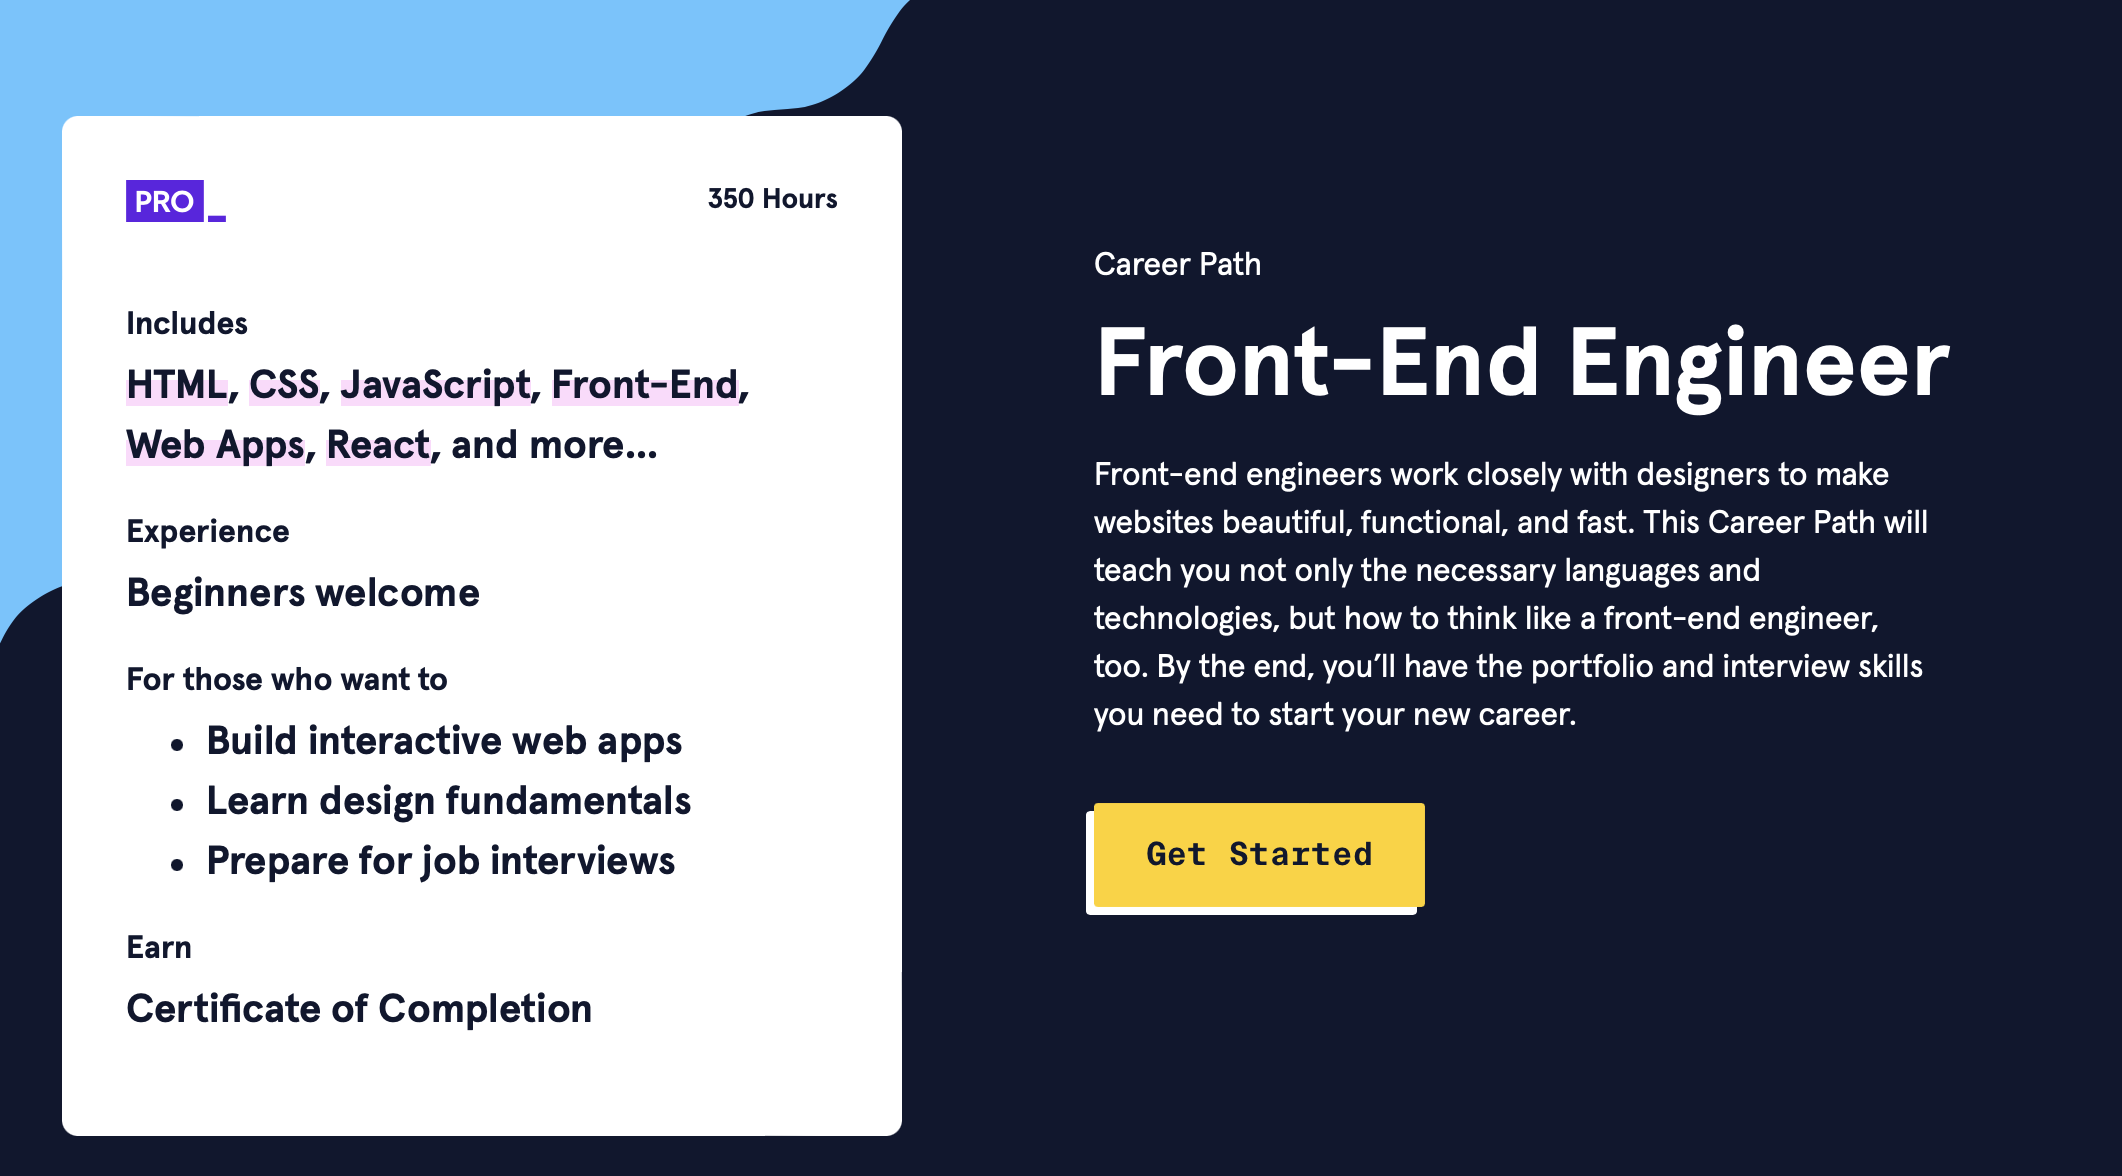 PRO_
350 Hours
Includes
HTML, CSS, JavaScript, Front-End,
Web Apps, React, and more...
Experience
Beginners welcome
For those who want to
• Build interactive web apps
• Learn design fundamentals
• Prepare for job interviews
Earn
Certificate of Completion
Career Path
Front-End Engineer
Front-end engineers work closely with designers to make
websites beautiful, functional, and fast. This Career Path will
teach you not only the necessary languages and
technologies, but how to think like a front-end engineer,
too. By the end, you’ll have the portfolio and interview skills
you need to start your new career.
Get Started